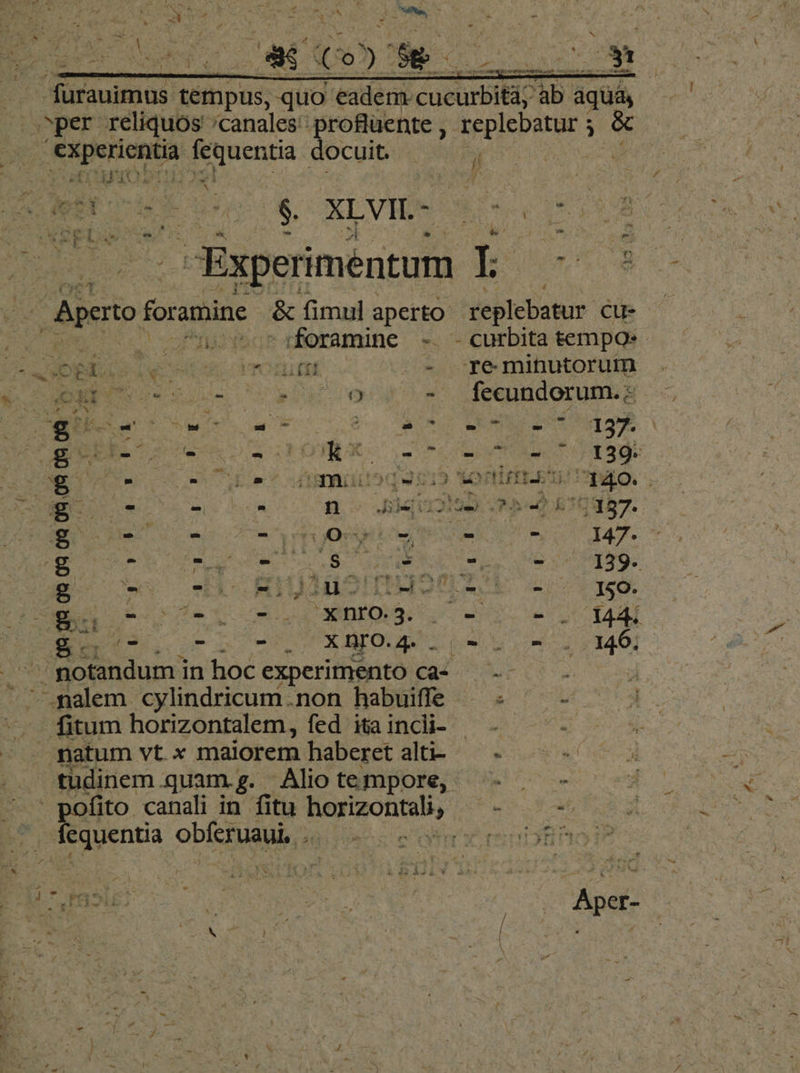 (o) 31
ſurauimus tempus, quo eadem cucurbita, ab aqua,
per reliquos canales profluente, replebatur; &
experientia ſequentia docuit.
§. XLVII.
Experimentum I:
Aperto foramine & ſimul aperto replebatur cu-
foramine - - curbita tempo-
- re minutorum
- ſecundorum.
g - - - - - - 137.
g - - - k - - - 139.
g - - - m - - - 140.
g - - - n - - - 137.
g - - - o - - - 147.
g - - - s - - - 139.
g - - - u - - - 150.
g - - - x nro. 3. - - 144.
g - - - x nro. 4. - - 146.
notandum in hoc experimento ca-
nalem cylindricum non habuiſſe
ſitum horizontalem, ſed ita incli-
natum vt x maiorem haberet alti-
tudinem quam g. Alio tempore,
poſito canali in ſitu horizontali,
ſequentia obſeruaui.
Aper-